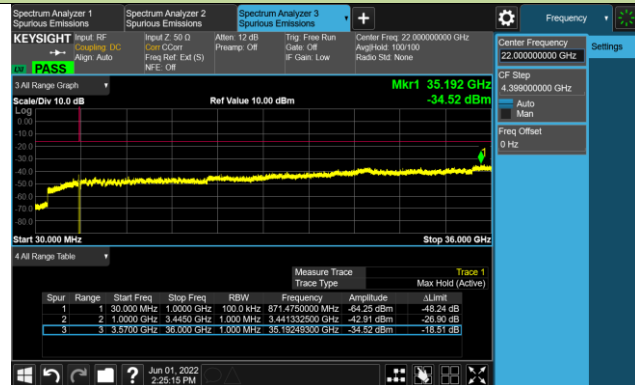 Spectrum Analyzer 1
Spurious Emissions
Spectrum Analyzer 2
Spurious Emissions
Spectrum Analyzer 3
Spurious Emissions
Frequency
KEYSIGHT
PASS
Input: RF
Coupling: DC
Align: Auto
Input Z: 50 Ω
Corr CCorr
Freq Ref: Ext (S)
NFE: Off
Atten: 12 dB
Preamp: Off
Trig: Free Run
Gate: Off
IF Gain: Low
Center Freq: 22.000000000 GHz
Avg|Hold: 100/100
Radio Std: None
Center Frequency
22.000000000 GHz
Settings
CF Step
4.399000000 GHz
Auto
Man
Freq Offset
0 Hz
3 All Range Graph
Mkr1 35.192 GHz
Scale/Div 10.0 dB
Ref Value 10.00 dBm
-34.52 dBm
Log
0.00
-10.0
-20.0
-30.0
-40.0
-50.0
-60.0
-70.0
-80.0
1
Start 30.000 MHz
Stop 36.000 GHz
4 All Range Table
Measure Trace Trace 1
Trace Type Max Hold (Active)
Spur Range Start Freq Stop Freq RBW Frequency Amplitude ΔLimit
1 1 30.000 MHz 1.0000 GHz 100.0 kHz 871.4750000 MHz -64.25 dBm -48.24 dB
2 2 1.0000 GHz 3.4450 GHz 1.000 MHz 3.441332500 GHz -42.91 dBm -26.90 dB
3 3 3.5700 GHz 36.000 GHz 1.000 MHz 35.19249300 GHz -34.52 dBm -18.51 dB
Jun 01, 2022
2:25:15 PM